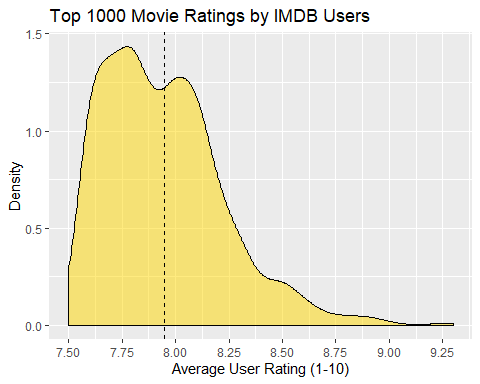 Top 1000 Movie Ratings by IMDB Users
1.5
1.0
0.5
0.0
Density
7.50 7.75 8.00 8.25 8.50 8.75 9.00 9.25
Average User Rating (1-10)